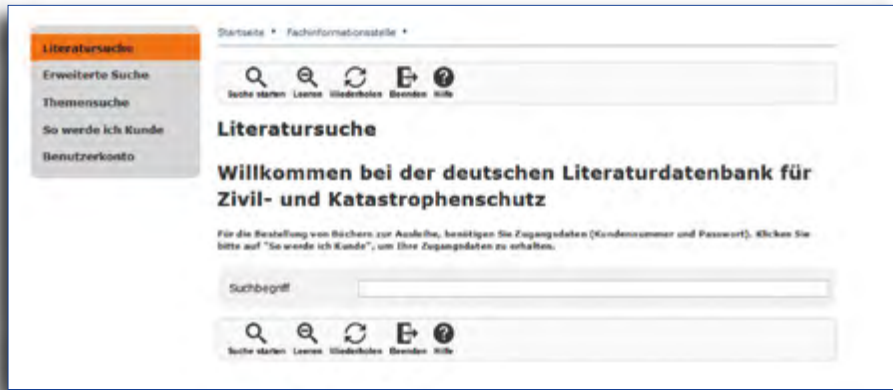 Startseite • Fachinformationsstelle •
Literatursuche
Erweiterte Suche
Themensuche
So werde ich Kunde
Benutzerkonto
Suche starten Leeren Wiederholen Beenden Hilfe
Literatursuche
Willkommen bei der deutschen Literaturdatenbank für
Zivil- und Katastrophenschutz
Für die Bestellung von Büchern zur Ausleihe, benötigen Sie Zugangsdaten (Kundennummer und Passwort). Klicken Sie
bitte auf "So werde ich Kunde", um Ihre Zugangsdaten zu erhalten.
Suchbegriff
Suche starten Leeren Wiederholen Beenden Hilfe